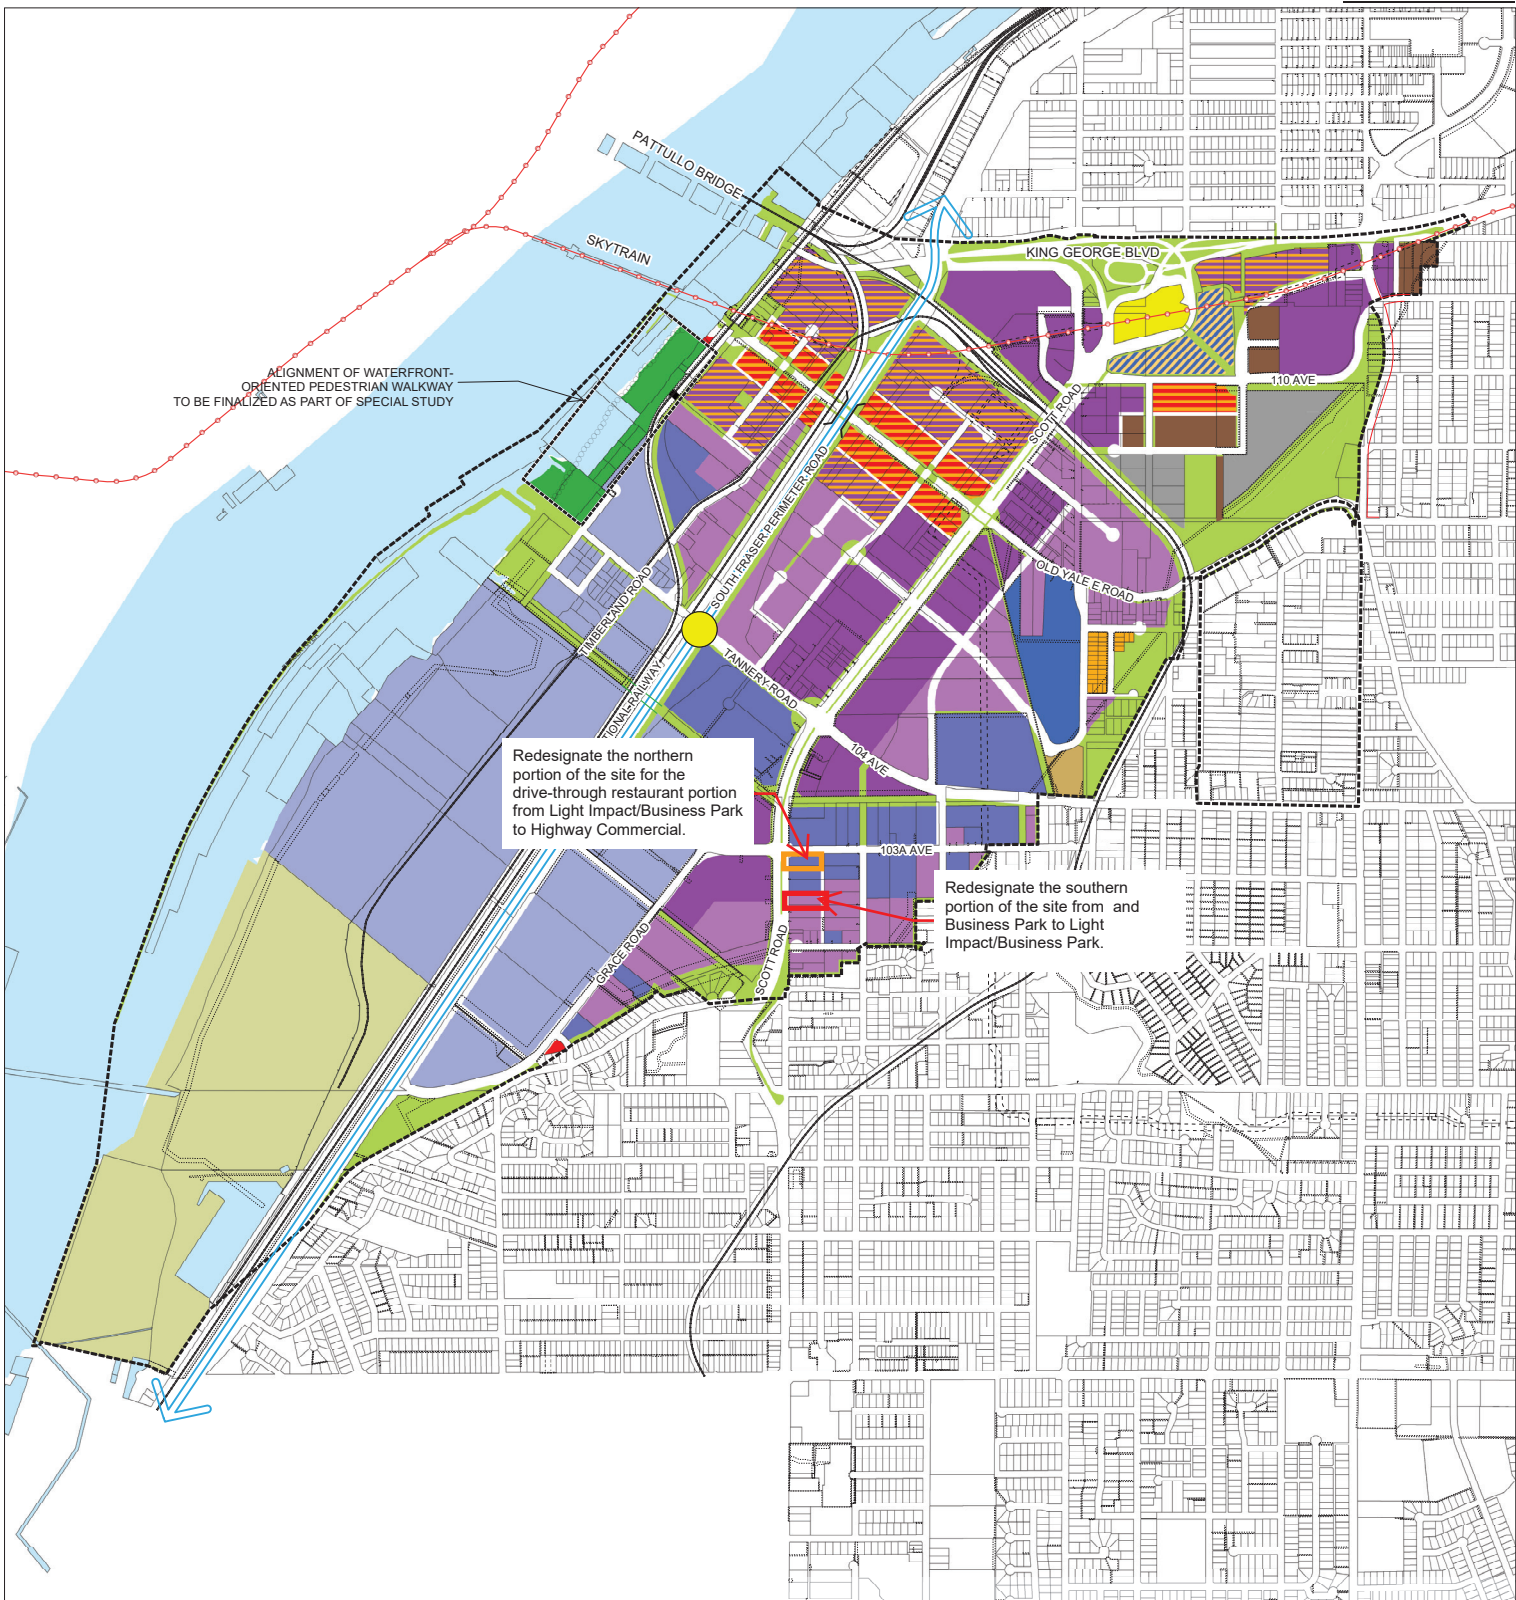 PATTULLO BRIDGE
SKYTRAIN
KING GEORGE BLVD
ALIGNMENT OF WATERFRONT-
ORIENTED PEDESTRIAN WALKWAY
TO BE FINALIZED AS PART OF SPECIAL STUDY
110 AVE
SCOTT ROAD
SOUTH FRASER PERIMETER ROAD
OLD YALE E ROAD
TIMBERLAND ROAD
TANNERY ROAD
TIONAL RAILWAY
104 AVE
Redesignate the northern
portion of the site for the
drive-through restaurant portion
from Light Impact/Business Park
to Highway Commercial.
103A AVE
Redesignate the southern
portion of the site from and
Business Park to Light
Impact/Business Park.
GRACE ROAD
SCOTT ROAD